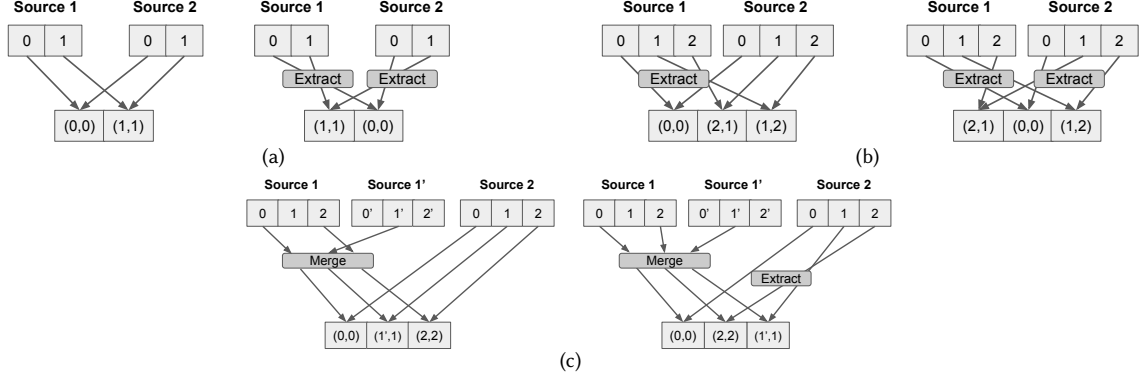 Source 1 Source 2 Source 1 Source 2 Source 1 Source 2 Source 1 Source 2
0 1 0 1 0 1 0 1 0 1 2 0 1 2 0 1 2 0 1 2
Extract Extract Extract Extract Extract
(0,0) (1,1) (1,1) (0,0) (0,0) (2,1) (1,2) (2,1) (0,0) (1,2)
(a) (b)
Source 1 Source 1' Source 2 Source 1 Source 1' Source 2
0 1 2 0' 1' 2' 0 1 2 0 1 2 0' 1' 2' 0 1 2
Merge Merge
Extract
(0,0) (1',1) (2,2) (0,0) (2,2) (1',1)
(c)